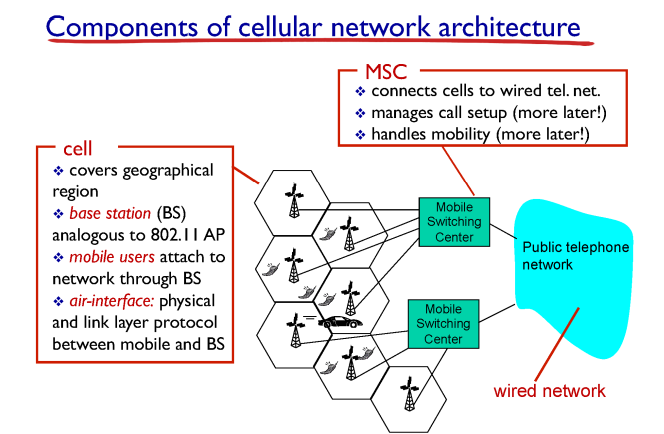 Components of cellular network architecture
MSC
❖ connects cells to wired tel. net.
❖ manages call setup (more later!)
❖ handles mobility (more later!)
cell
❖ covers geographical
region
❖ base station (BS)
analogous to 802.11 AP
❖ mobile users attach to
network through BS
❖ air-interface: physical
and link layer protocol
between mobile and BS
Mobile
Switching
Center
Public telephone
network
Mobile
Switching
Center
wired network